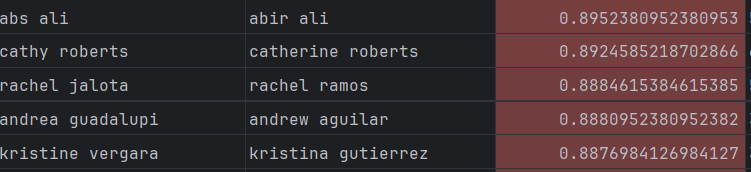 abs ali abir ali 0.8952380952380953
cathy roberts catherine roberts 0.8924585218702866
rachel jalota rachel ramos 0.8884615384615385
andrea guadalupi andrew aguilar 0.8880952380952382
kristine vergara kristina gutierrez 0.8876984126984127